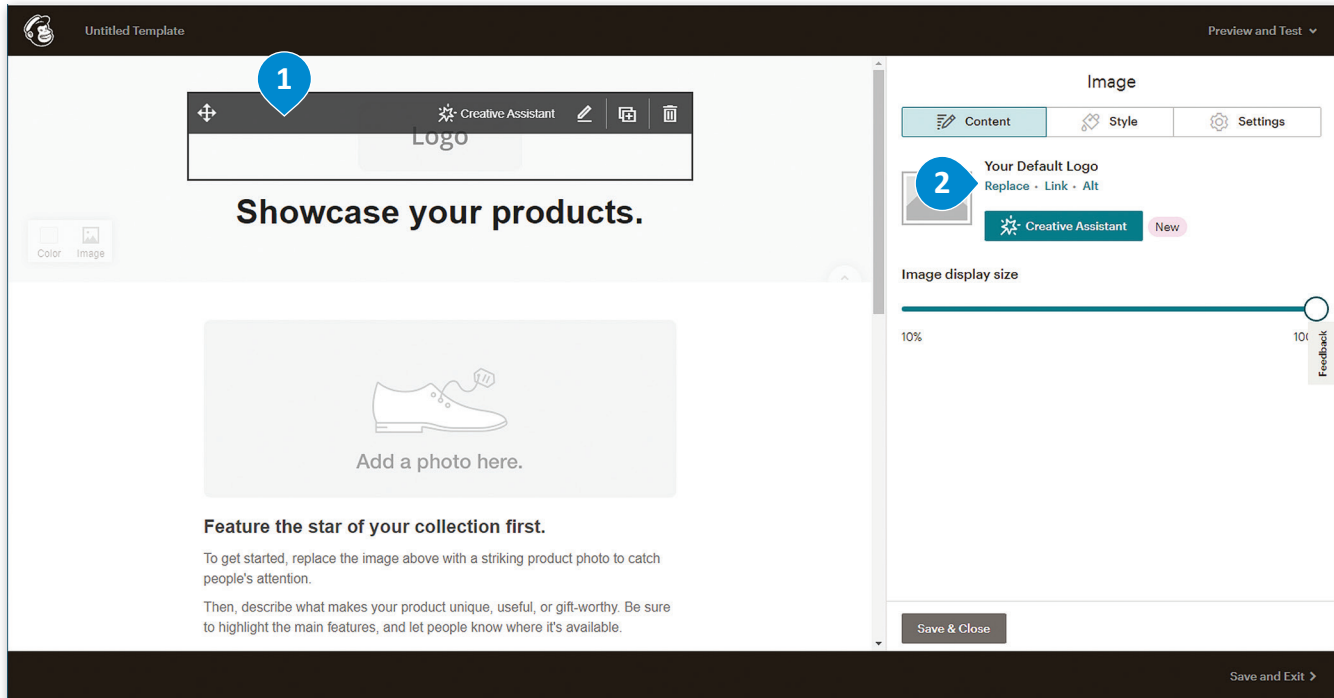 Untitled Template
Preview and Test
1
Creative Assistant
Logo
Showcase your products.
Color Image
Add a photo here.
Feature the star of your collection first.
To get started, replace the image above with a striking product photo to catch
people's attention.
Then, describe what makes your product unique, useful, or gift-worthy. Be sure
to highlight the main features, and let people know where it's available.
Image
Content Style Settings
2
Your Default Logo
Replace • Link • Alt
Creative Assistant New
Image display size
10% 100
Feedback
Save & Close
Save and Exit